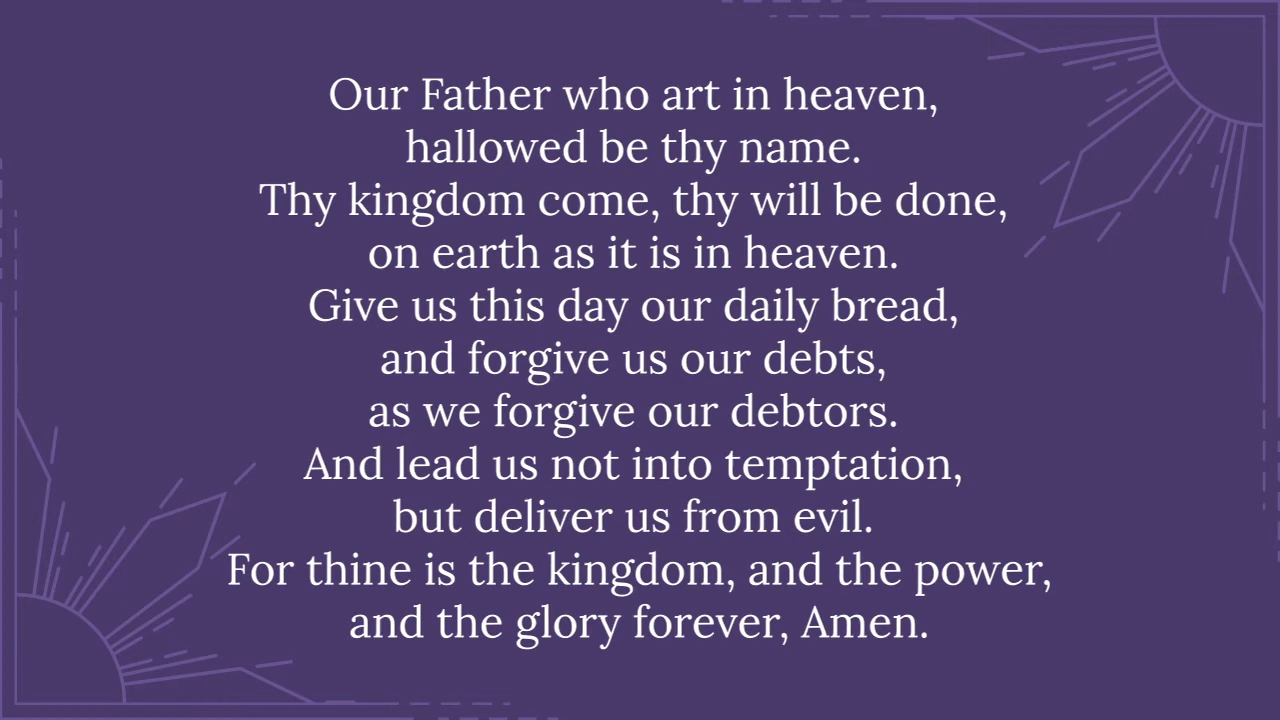 Our Father who art in heaven,
hallowed be thy name.
Thy kingdom come, thy will be done,
on earth as it is in heaven.
Give us this day our daily bread,
and forgive us our debts,
as we forgive our debtors.
And lead us not into temptation,
but deliver us from evil.
For thine is the kingdom, and the power,
and the glory forever, Amen.